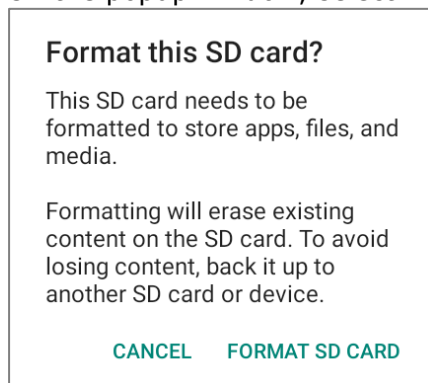 Format this SD card?
This SD card needs to be
formatted to store apps, files, and
media.
Formatting will erase existing
content on the SD card. To avoid
losing content, back it up to
another SD card or device.
CANCEL FORMAT SD CARD